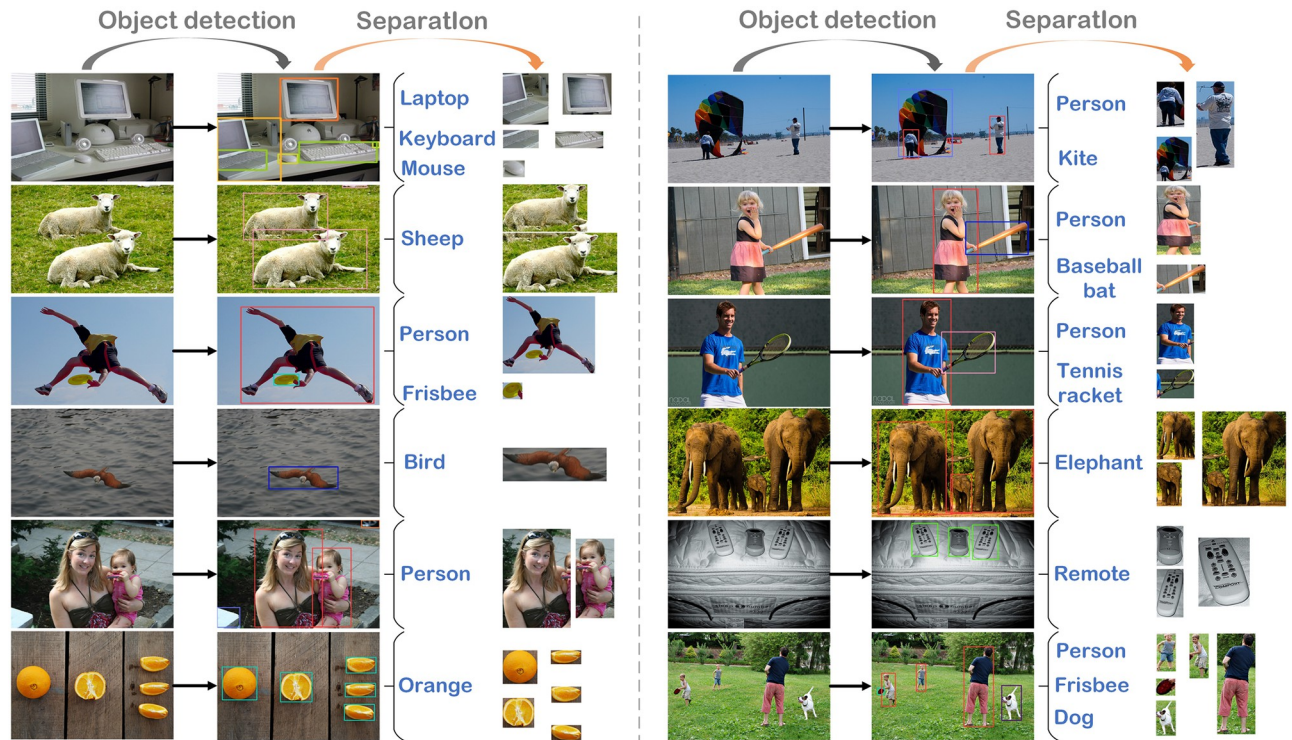 Object detection
Separation
Laptop
Keyboard
Mouse
Sheep
Person
Frisbee
Bird
Person
Orange
Object detection
Separation
Person
Kite
Person
Baseball
bat
Person
Tennis
racket
Elephant
Remote
Person
Frisbee
Dog